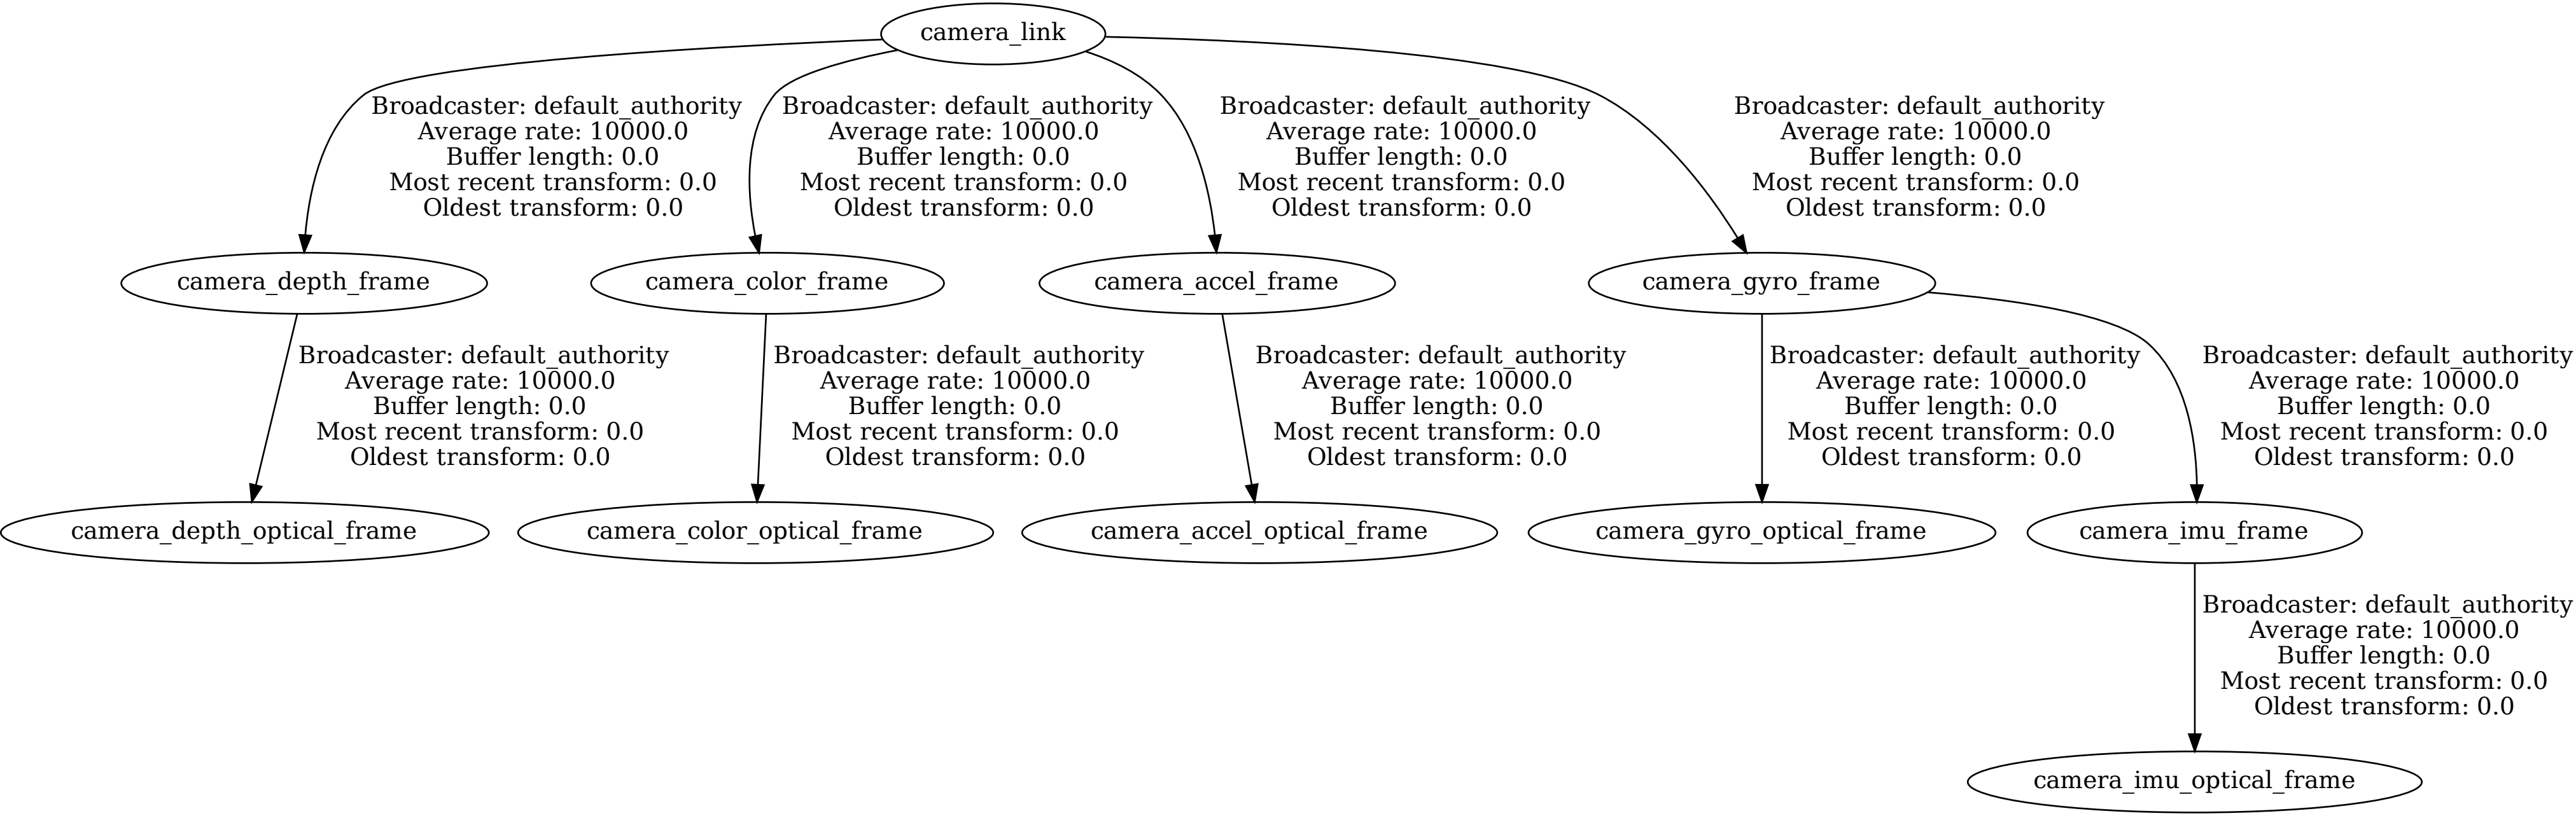 camera_link
Broadcaster: default_authority
Average rate: 10000.0
Buffer length: 0.0
Most recent transform: 0.0
Oldest transform: 0.0
Broadcaster: default_authority
Average rate: 10000.0
Buffer length: 0.0
Most recent transform: 0.0
Oldest transform: 0.0
Broadcaster: default_authority
Average rate: 10000.0
Buffer length: 0.0
Most recent transform: 0.0
Oldest transform: 0.0
Broadcaster: default_authority
Average rate: 10000.0
Buffer length: 0.0
Most recent transform: 0.0
Oldest transform: 0.0
camera_depth_frame
camera_color_frame
camera_accel_frame
camera_gyro_frame
Broadcaster: default_authority
Average rate: 10000.0
Buffer length: 0.0
Most recent transform: 0.0
Oldest transform: 0.0
Broadcaster: default_authority
Average rate: 10000.0
Buffer length: 0.0
Most recent transform: 0.0
Oldest transform: 0.0
Broadcaster: default_authority
Average rate: 10000.0
Buffer length: 0.0
Most recent transform: 0.0
Oldest transform: 0.0
Broadcaster: default_authority
Average rate: 10000.0
Buffer length: 0.0
Most recent transform: 0.0
Oldest transform: 0.0
Broadcaster: default_authority
Average rate: 10000.0
Buffer length: 0.0
Most recent transform: 0.0
Oldest transform: 0.0
camera_depth_optical_frame
camera_color_optical_frame
camera_accel_optical_frame
camera_gyro_optical_frame
camera_imu_frame
Broadcaster: default_authority
Average rate: 10000.0
Buffer length: 0.0
Most recent transform: 0.0
Oldest transform: 0.0
camera_imu_optical_frame